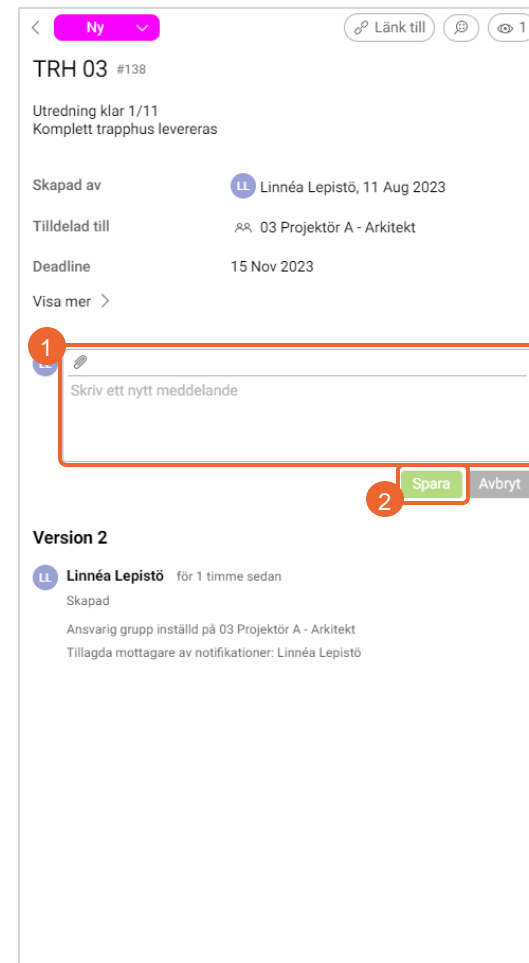 Ny
Länk till
1
TRH 03 #138
Utredning klar 1/11
Komplett trapphus levereras
Skapad av LL Linnéa Lepistö, 11 Aug 2023
Tilldelad till 03 Projektör A - Arkitekt
Deadline 15 Nov 2023
Visa mer
1
LL
Skriv ett nytt meddelande
2 Spara Avbryt
Version 2
LL Linnéa Lepistö för 1 timme sedan
Skapad
Ansvarig grupp inställd på 03 Projektör A - Arkitekt
Tillagda mottagare av notifikationer: Linnéa Lepistö